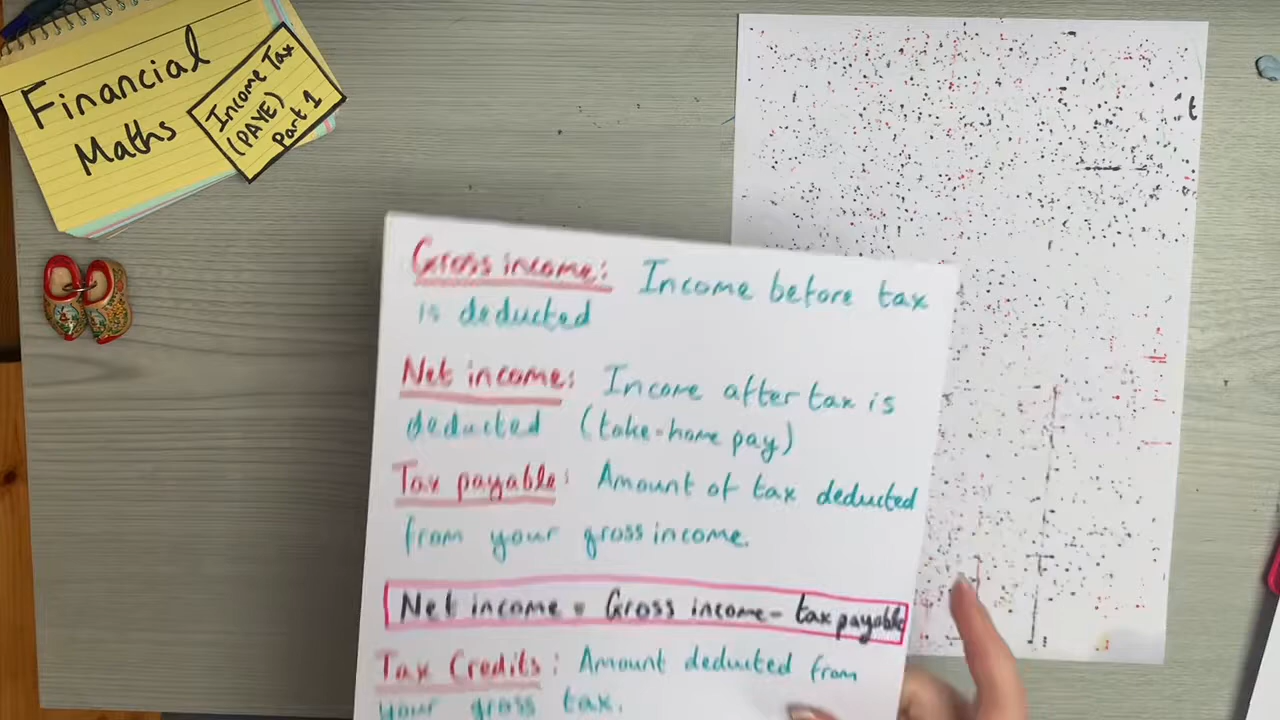 Financial
Maths
Income Tax
(PAYE)
Part 1
t
Gross income: Income before tax
is deducted
Net income: Income after tax is
deducted (take-home pay)
Tax payable: Amount of tax deducted
from your gross income.
Net income = Gross income - tax payable
Tax Credits: Amount deducted from
your gross tax.